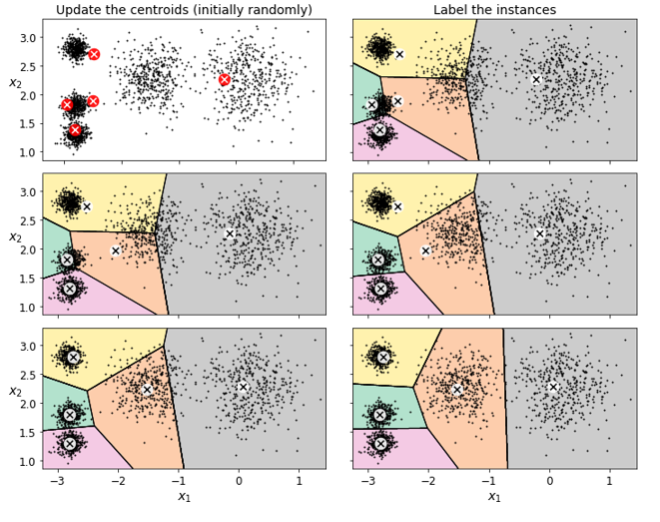 Update the centroids (initially randomly)
Label the instances
3.0
2.5
x₂ 2.0
1.5
1.0
3.0
2.5
x₂ 2.0
1.5
1.0
3.0
2.5
x₂ 2.0
1.5
1.0
−3 −2 −1 0 1
x₁
−3 −2 −1 0 1
x₁